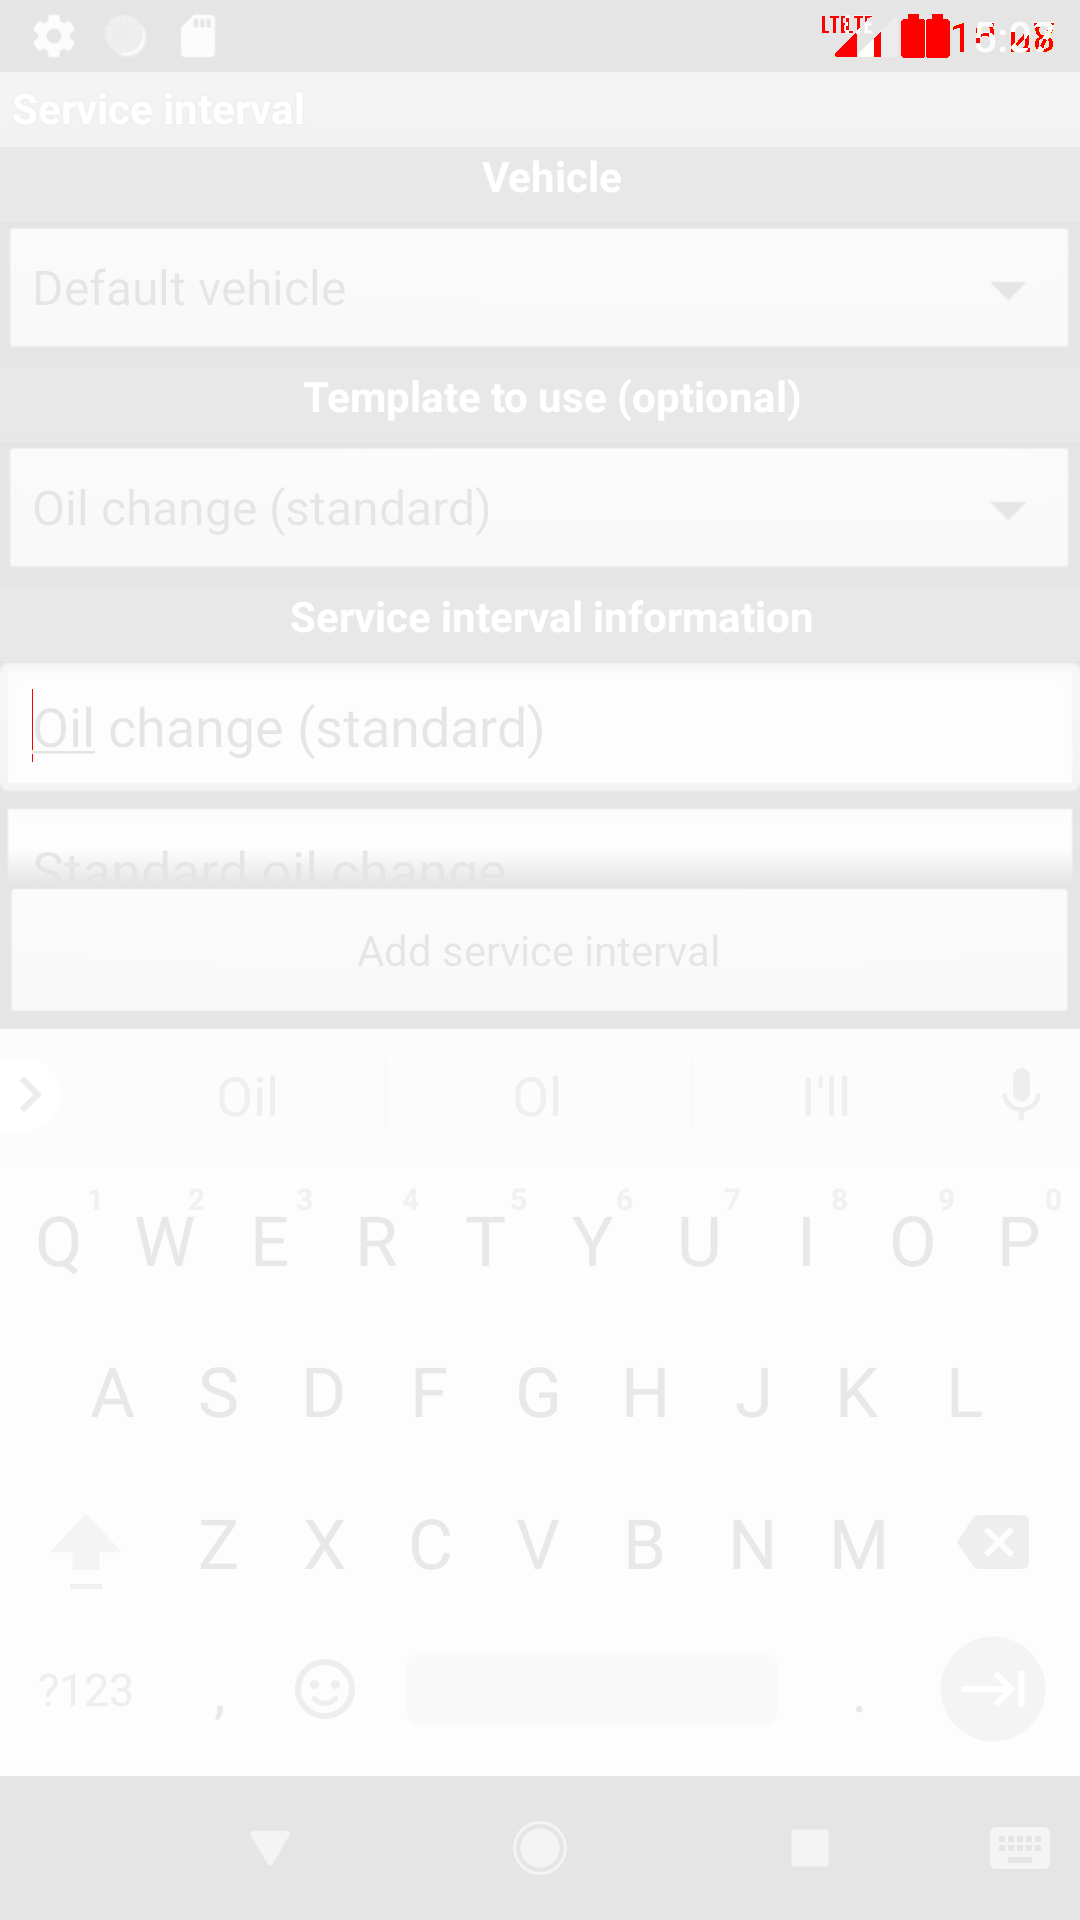 Service interval
Vehicle
Default vehicle
Template to use (optional)
Oil change (standard)
Service interval information
Oil change (standard)
Standard oil change
Add service interval
Oil Ol I'll
1 2 3 4 5 6 7 8 9 0
Q W E R T Y U I O P
A S D F G H J K L
Z X C V B N M
?123 , .